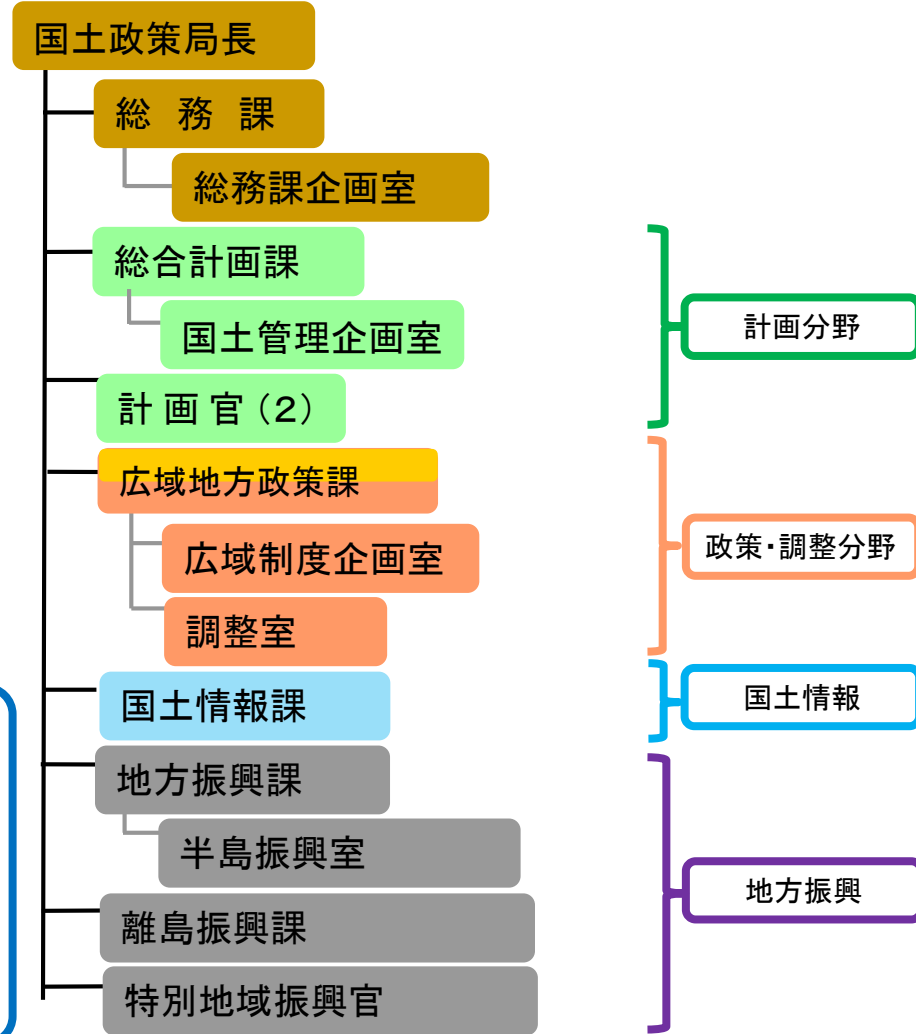 国土政策局長
総 務 課
総務課企画室
総合計画課
国土管理企画室
計 画 官（２）
広域地方政策課
広域制度企画室
調整室
国土情報課
地方振興課
半島振興室
離島振興課
特別地域振興官
計画分野
政策・調整分野
国土情報
地方振興